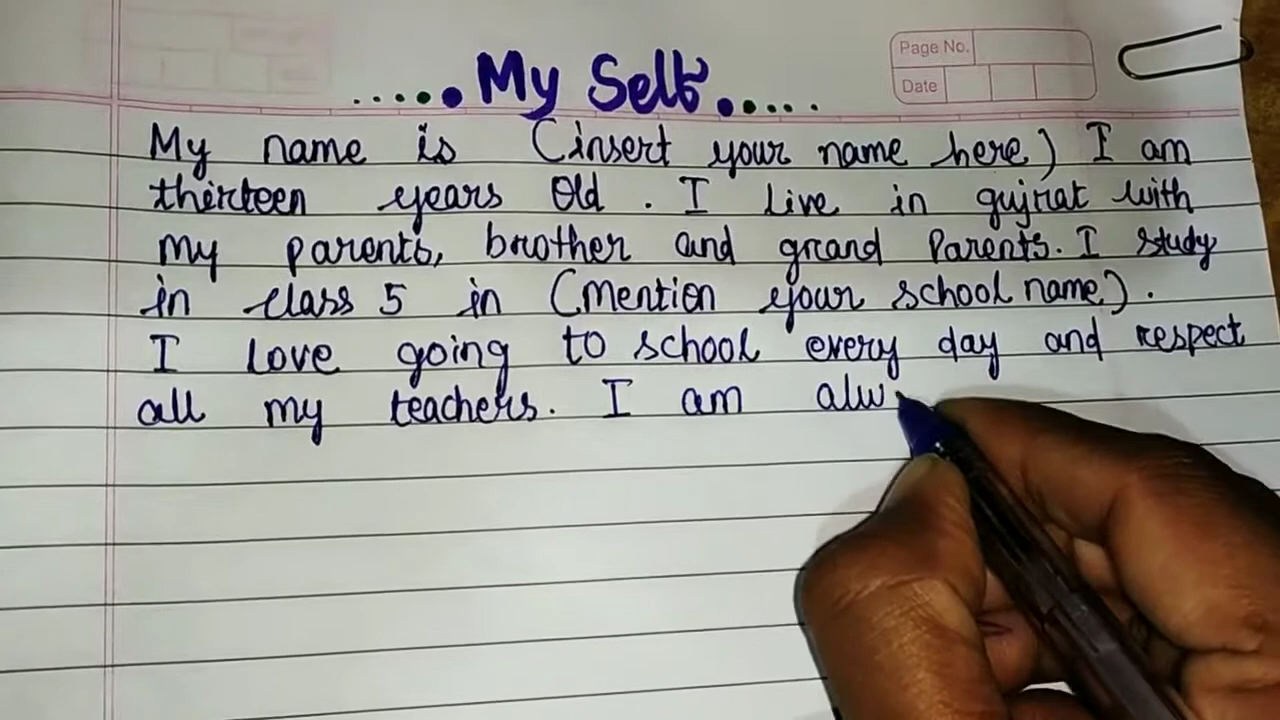 Page No.
Date
.....My Self.....
My name is (insert your name here) I am
thirteen years Old. I live in gujrat with
My parents, brother and grand Parents. I study
in class 5 in (Mention your school name).
I love going to school every day and respect
all my teachers. I am alw